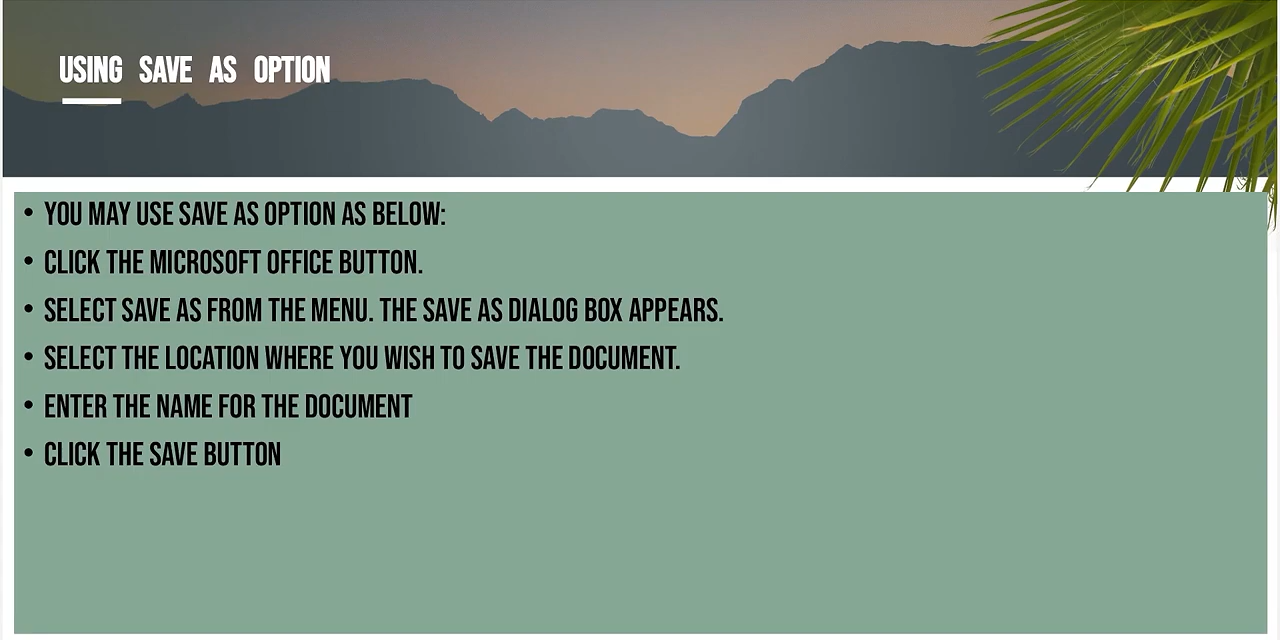 USING SAVE AS OPTION
• YOU MAY USE SAVE AS OPTION AS BELOW:
• CLICK THE MICROSOFT OFFICE BUTTON.
• SELECT SAVE AS FROM THE MENU. THE SAVE AS DIALOG BOX APPEARS.
• SELECT THE LOCATION WHERE YOU WISH TO SAVE THE DOCUMENT.
• ENTER THE NAME FOR THE DOCUMENT
• CLICK THE SAVE BUTTON